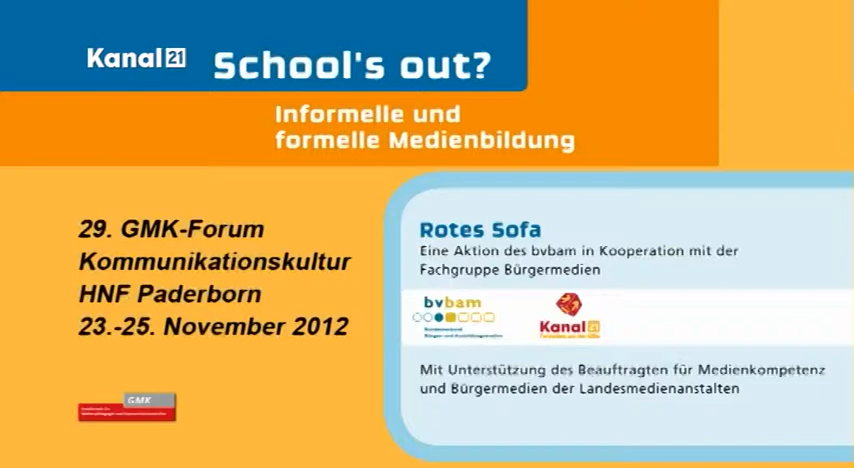 Kanal 21
School's out?
Informelle und
formelle Medienbildung
29. GMK-Forum
Kommunikationskultur
HNF Paderborn
23.-25. November 2012
GMK
Rotes Sofa
Eine Aktion des bvbam in Kooperation mit der
Fachgruppe Bürgermedien
bvbam
Kanal 21
Mit Unterstützung des Beauftragten für Medienkompetenz
und Bürgermedien der Landesmedienanstalten